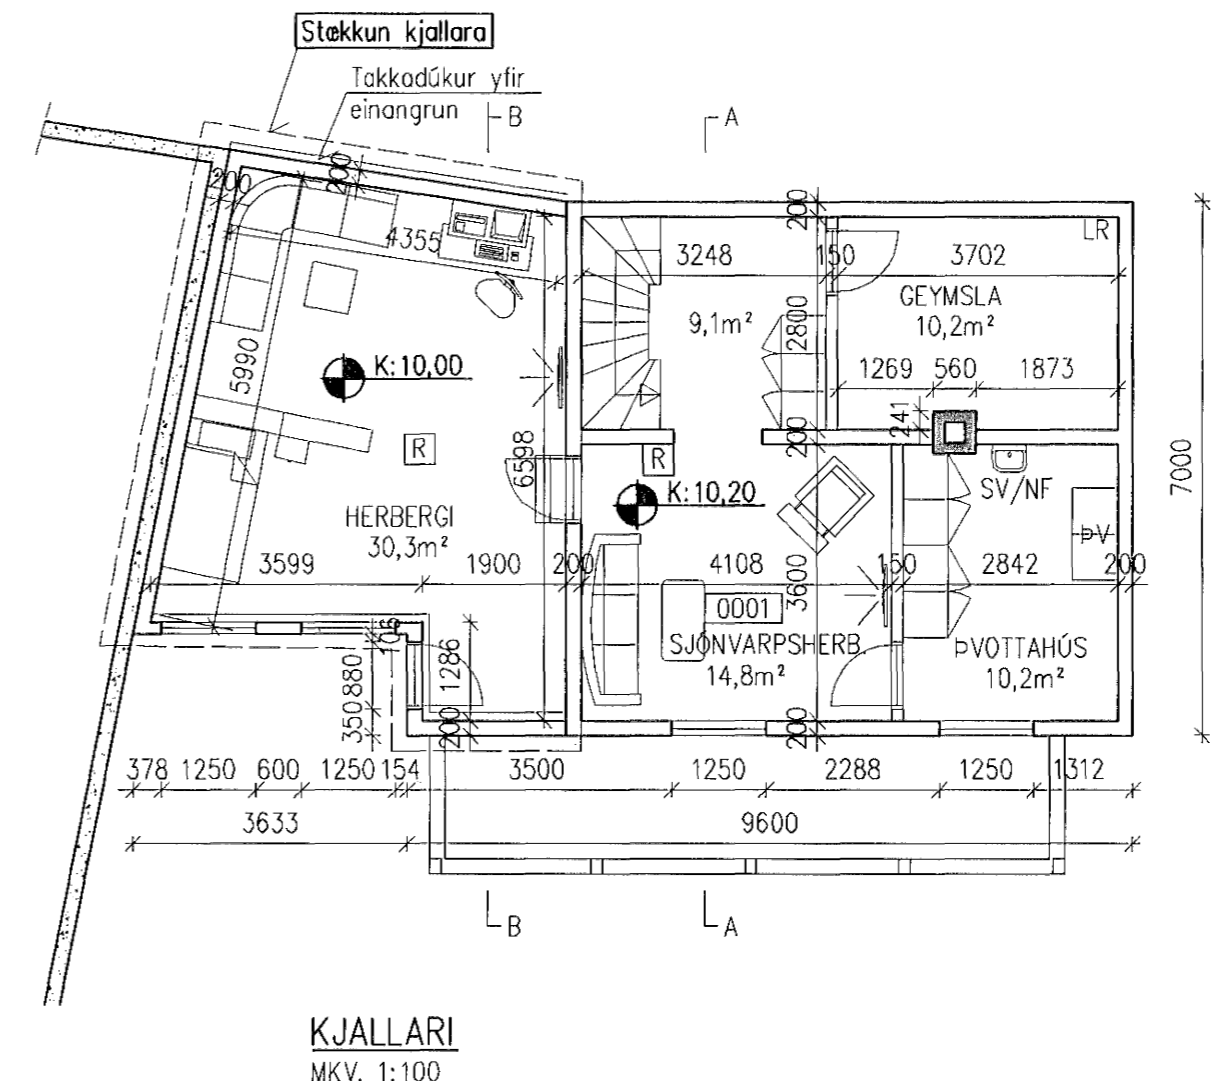 Stækkun kjallara
Takkadúkur yfir
einangrun
B
A
200
200
4355
5990
K:10,00
R
6598
HERBERGI
30,3m²
3599
1900
200
3248
150
3702
200
LR
GEYMSLA
10,2m²
9,1m²
2800
1269
560
1873
241
200
7000
R
K:10,20
SV/NF
ÞV
4108
3600
150
2842
200
0001
SJÓNVARPSHERB.
14,8m²
ÞVOTTAHÚS
10,2m²
1286
880
350
200
200
378
1250
600
1250
154
3500
1250
2288
1250
1312
3633
9600
B
A
KJALLARI
MKV. 1:100